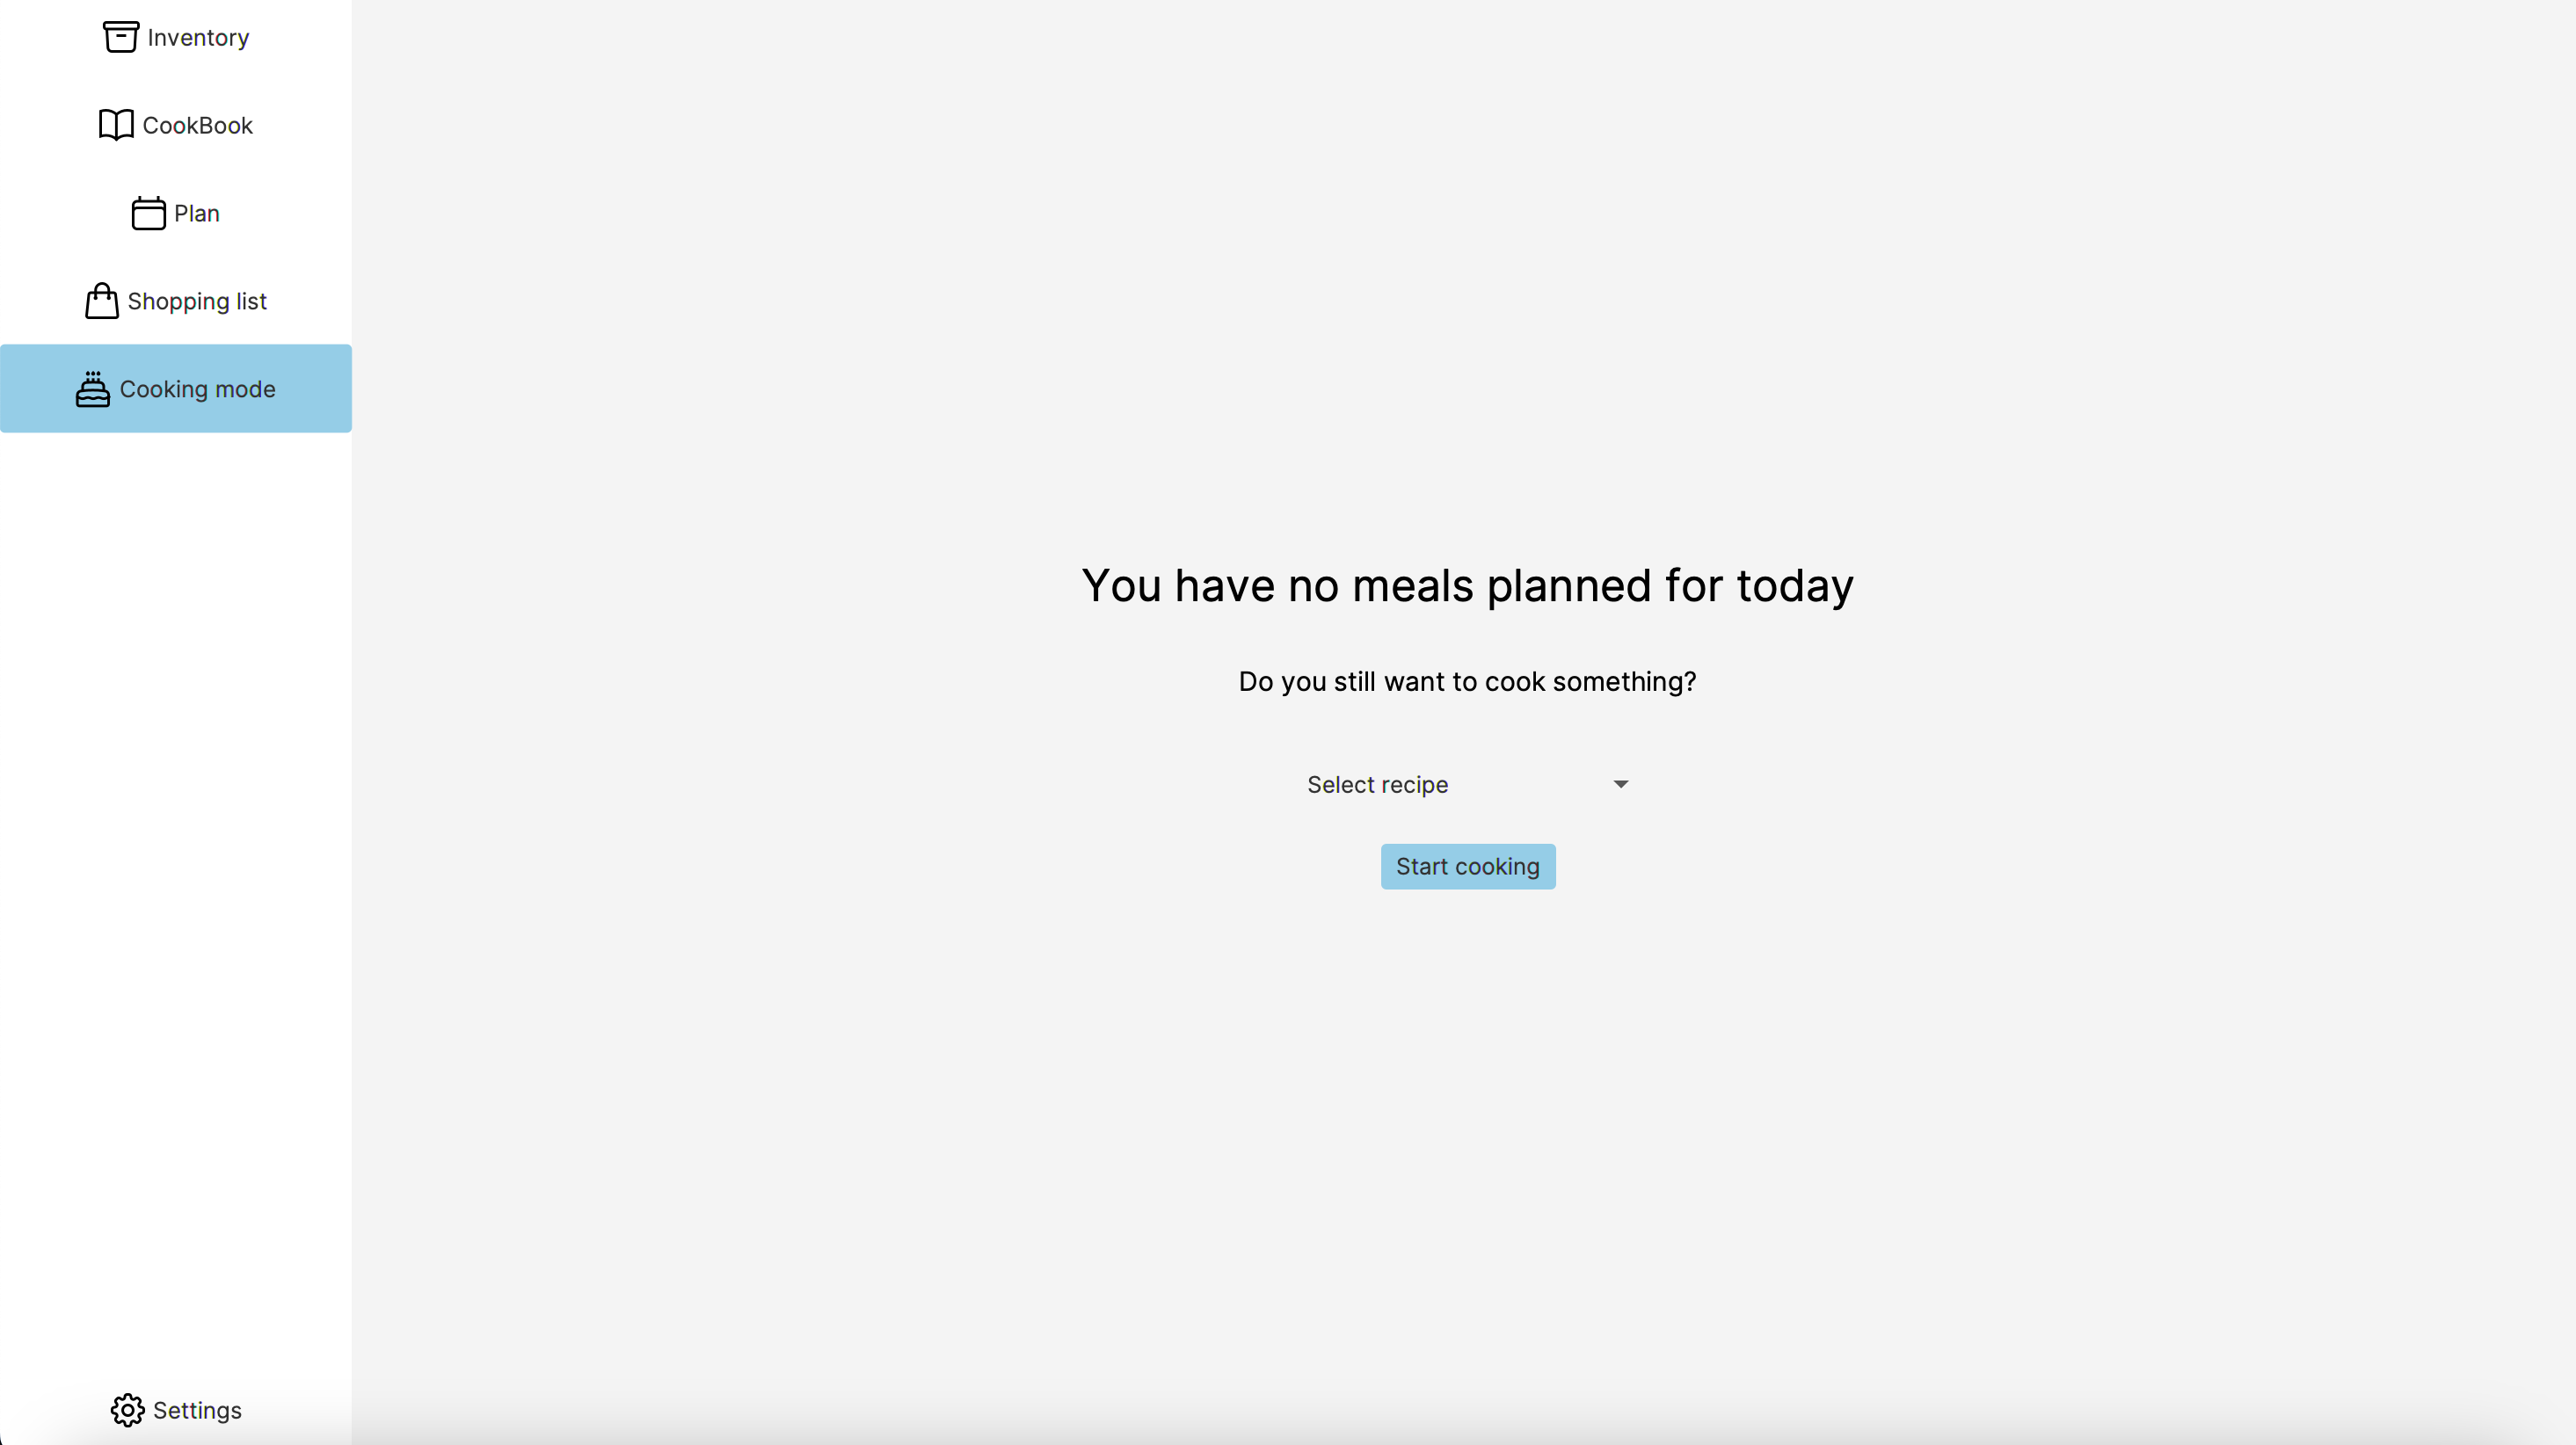 Inventory
CookBook
Plan
Shopping list
Cooking mode
You have no meals planned for today
Do you still want to cook something?
Select recipe
Start cooking
Settings